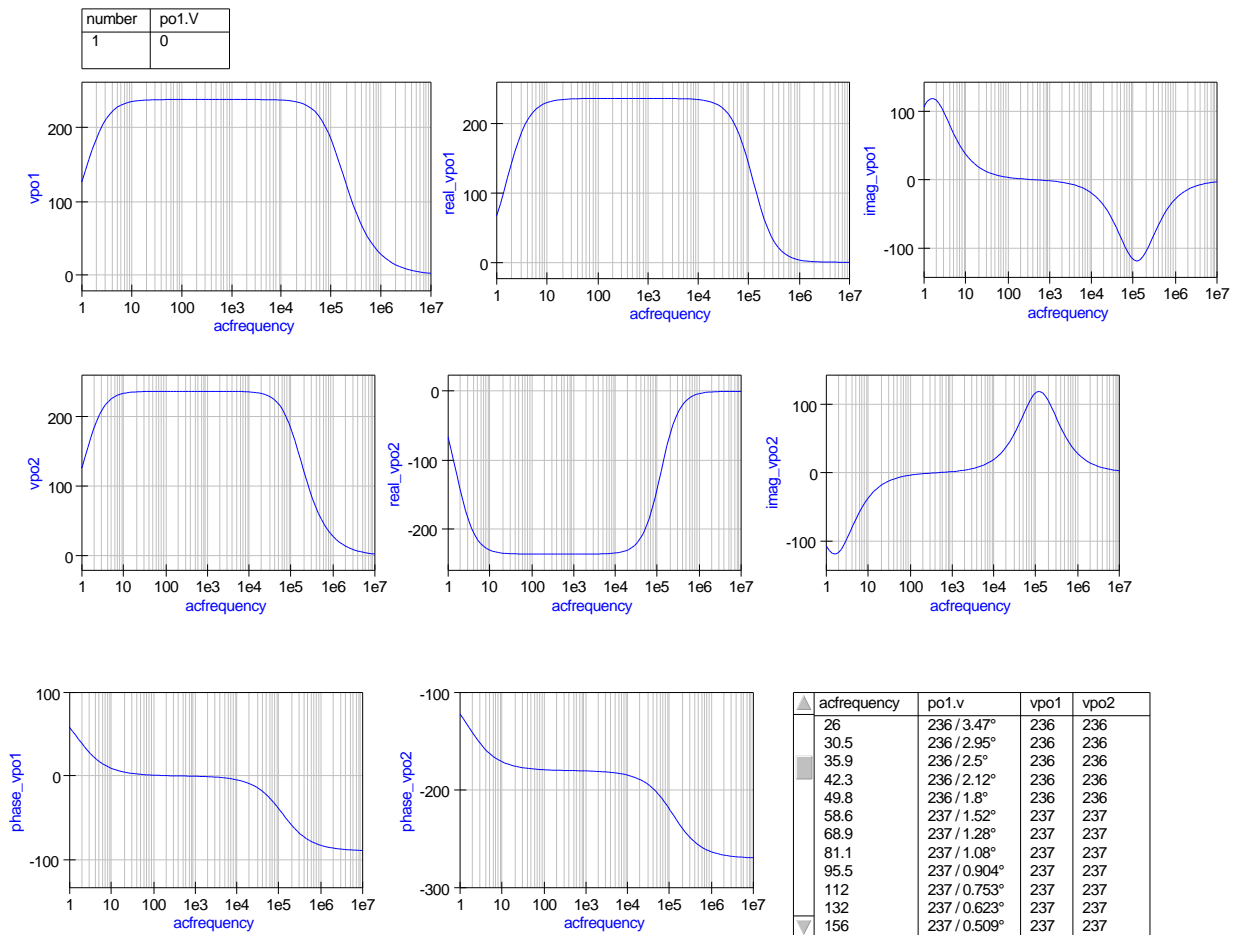 number po1.V
1 0
200
100
0
vpo1
1 10 100 1e3 1e4 1e5 1e6 1e7
acfrequency
200
100
0
real_vpo1
1 10 100 1e3 1e4 1e5 1e6 1e7
acfrequency
100
0
-100
imag_vpo1
1 10 100 1e3 1e4 1e5 1e6 1e7
acfrequency
200
100
0
vpo2
1 10 100 1e3 1e4 1e5 1e6 1e7
acfrequency
0
-100
-200
real_vpo2
1 10 100 1e3 1e4 1e5 1e6 1e7
acfrequency
100
0
-100
imag_vpo2
1 10 100 1e3 1e4 1e5 1e6 1e7
acfrequency
100
0
-100
phase_vpo1
1 10 100 1e3 1e4 1e5 1e6 1e7
acfrequency
-100
-200
-300
phase_vpo2
1 10 100 1e3 1e4 1e5 1e6 1e7
acfrequency
acfrequency po1.v vpo1 vpo2
26 236 / 3.47° 236 236
30.5 236 / 2.95° 236 236
35.9 236 / 2.5° 236 236
42.3 236 / 2.12° 236 236
49.8 236 / 1.8° 236 236
58.6 237 / 1.52° 237 237
68.9 237 / 1.28° 237 237
81.1 237 / 1.08° 237 237
95.5 237 / 0.904° 237 237
112 237 / 0.753° 237 237
132 237 / 0.623° 237 237
156 237 / 0.509° 237 237